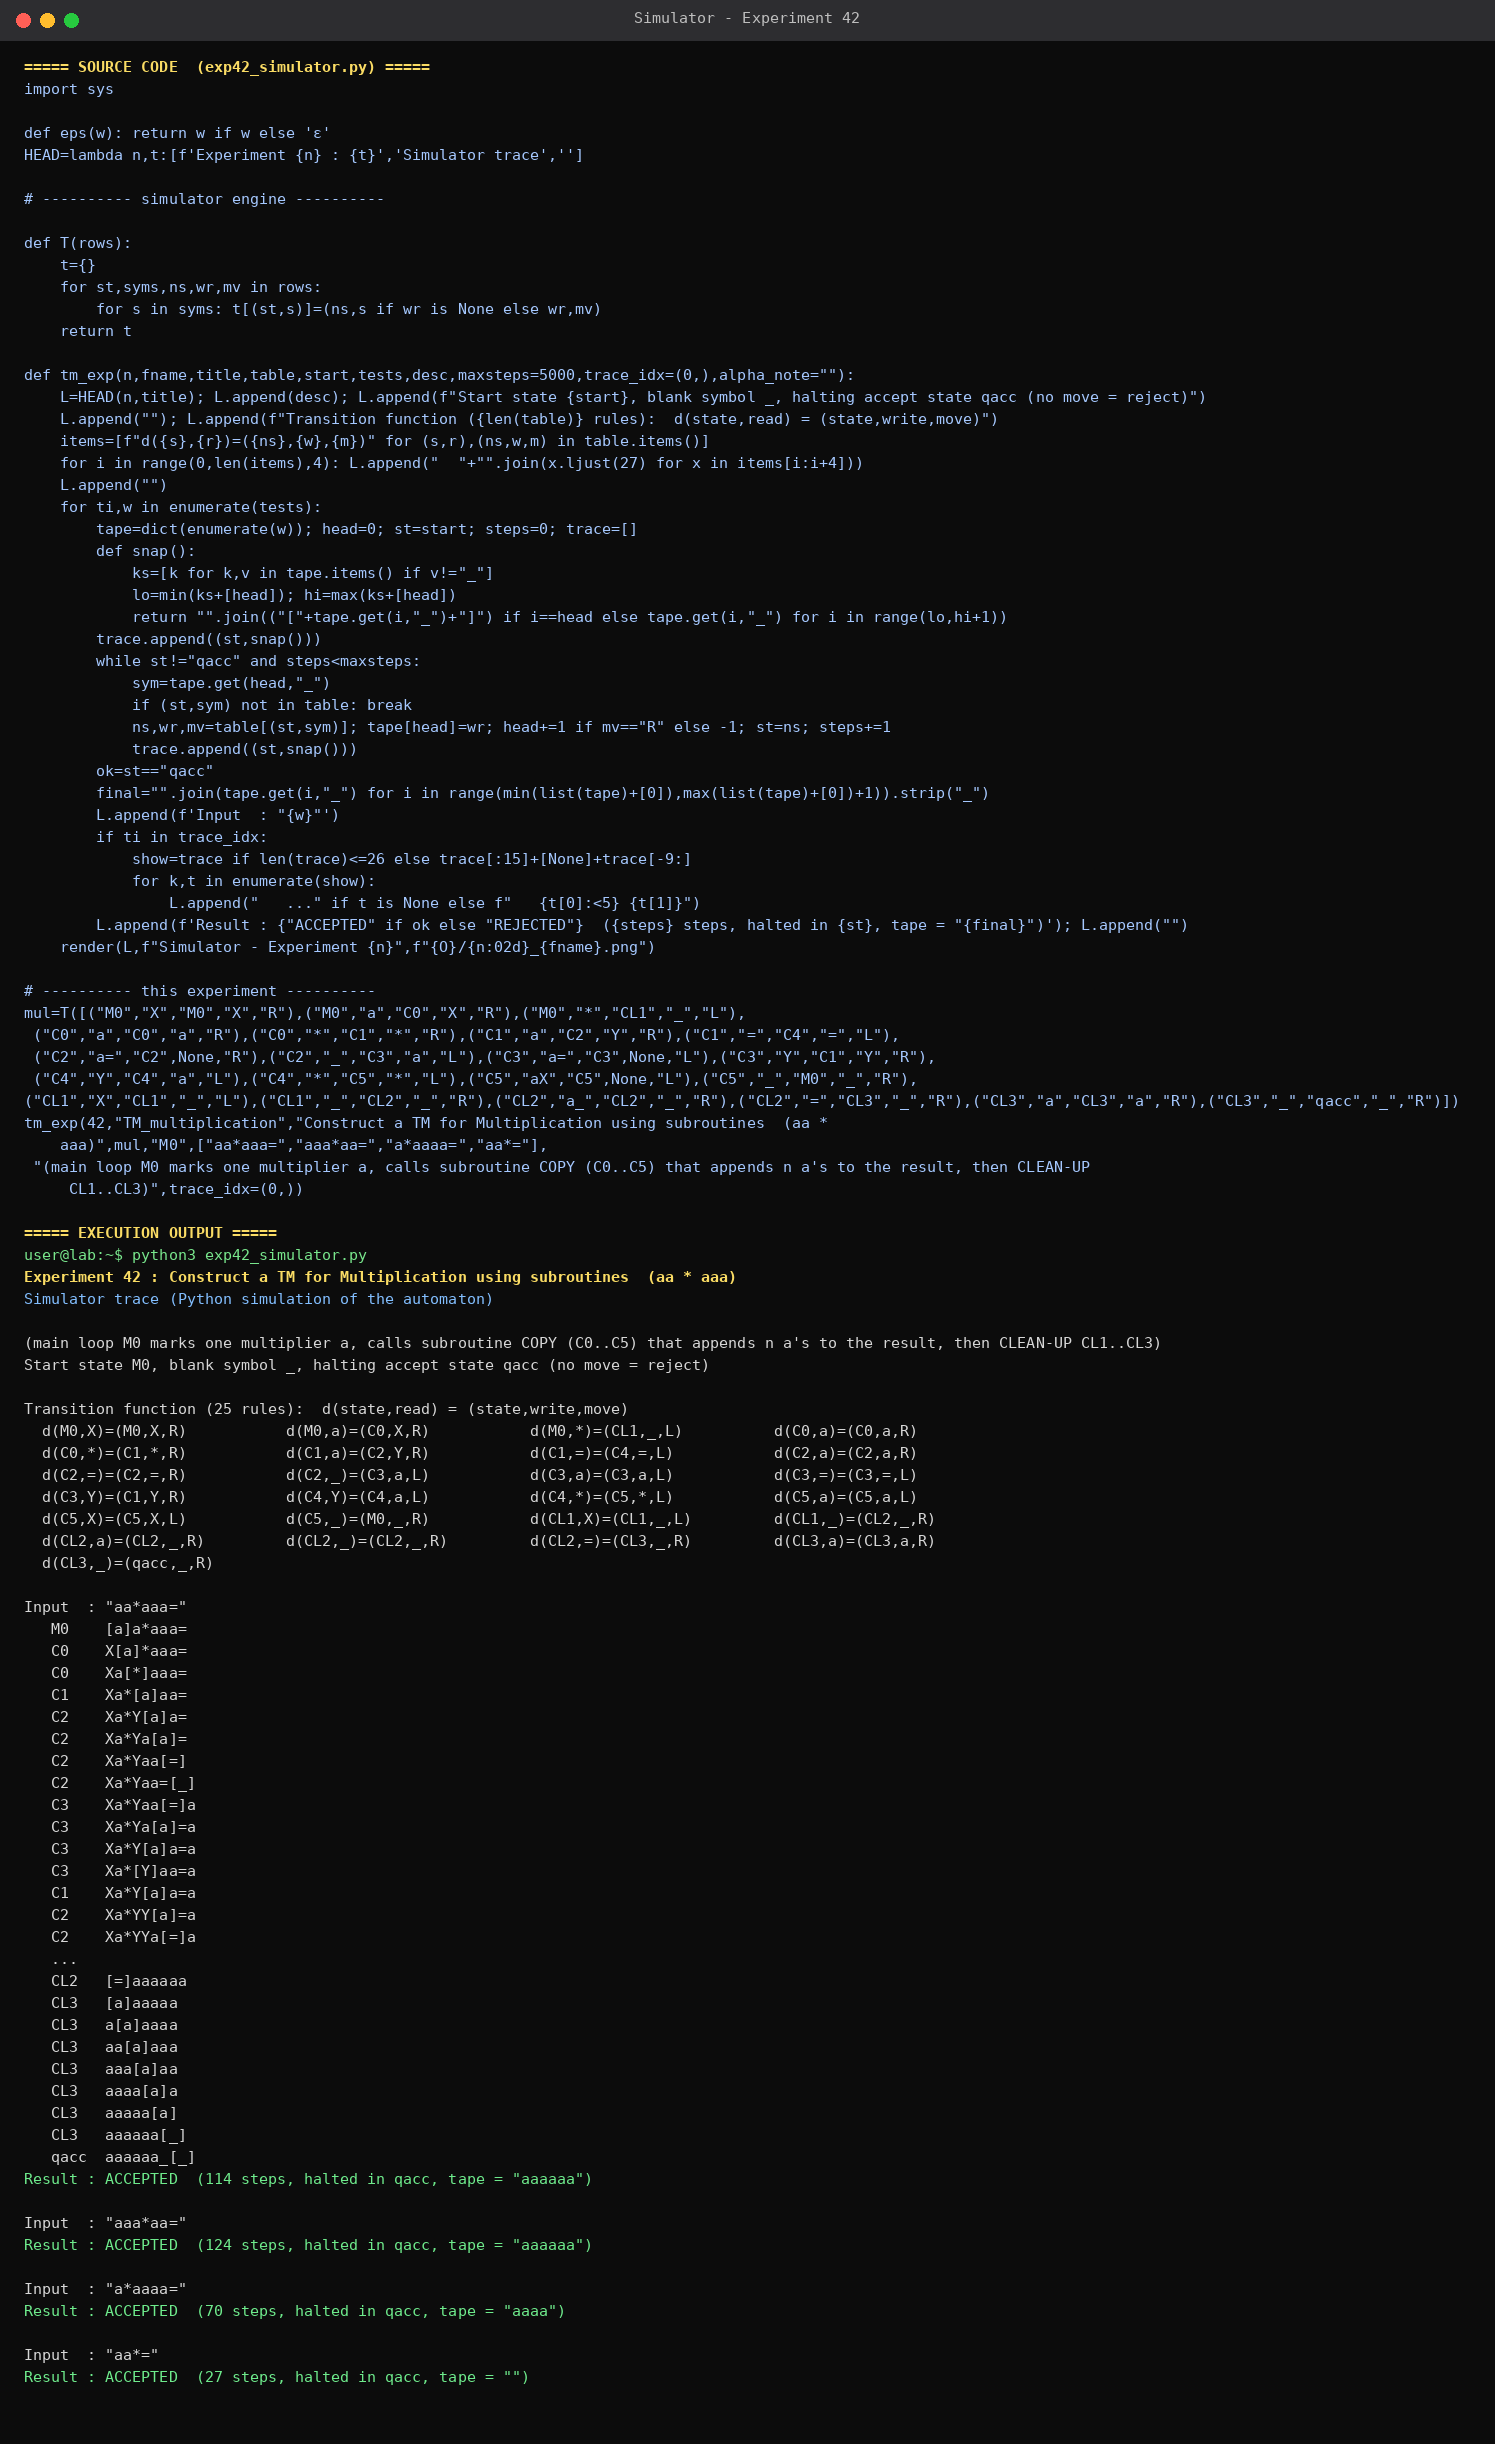 Simulator - Experiment 42
===== SOURCE CODE  (exp42_simulator.py) =====
import sys

def eps(w): return w if w else 'ε'
HEAD=lambda n,t:[f'Experiment {n} : {t}','Simulator trace','']

# ---------- simulator engine ----------

def T(rows):
    t={}
    for st,syms,ns,wr,mv in rows:
        for s in syms: t[(st,s)]=(ns,s if wr is None else wr,mv)
    return t

def tm_exp(n,fname,title,table,start,tests,desc,maxsteps=5000,trace_idx=(0,),alpha_note=""):
    L=HEAD(n,title); L.append(desc); L.append(f"Start state {start}, blank symbol _, halting accept state qacc (no move = reject)")
    L.append(""); L.append(f"Transition function ({len(table)} rules):  d(state,read) = (state,write,move)")
    items=[f"d({s},{r})=({ns},{w},{m})" for (s,r),(ns,w,m) in table.items()]
    for i in range(0,len(items),4): L.append("  "+"".join(x.ljust(27) for x in items[i:i+4]))
    L.append("")
    for ti,w in enumerate(tests):
        tape=dict(enumerate(w)); head=0; st=start; steps=0; trace=[]
        def snap():
            ks=[k for k,v in tape.items() if v!="_"]
            lo=min(ks+[head]); hi=max(ks+[head])
            return "".join(("["+tape.get(i,"_")+"]") if i==head else tape.get(i,"_") for i in range(lo,hi+1))
        trace.append((st,snap()))
        while st!="qacc" and steps<maxsteps:
            sym=tape.get(head,"_")
            if (st,sym) not in table: break
            ns,wr,mv=table[(st,sym)]; tape[head]=wr; head+=1 if mv=="R" else -1; st=ns; steps+=1
            trace.append((st,snap()))
        ok=st=="qacc"
        final="".join(tape.get(i,"_") for i in range(min(list(tape)+[0]),max(list(tape)+[0])+1)).strip("_")
        L.append(f'Input  : "{w}"')
        if ti in trace_idx:
            show=trace if len(trace)<=26 else trace[:15]+[None]+trace[-9:]
            for k,t in enumerate(show):
                L.append("   ..." if t is None else f"   {t[0]:<5} {t[1]}")
        L.append(f'Result : {"ACCEPTED" if ok else "REJECTED"}  ({steps} steps, halted in {st}, tape = "{final}")'); L.append("")
    render(L,f"Simulator - Experiment {n}",f"{O}/{n:02d}_{fname}.png")

# ---------- this experiment ----------
mul=T([("M0","X","M0","X","R"),("M0","a","C0","X","R"),("M0","*","CL1","_","L"),
 ("C0","a","C0","a","R"),("C0","*","C1","*","R"),("C1","a","C2","Y","R"),("C1","=","C4","=","L"),
 ("C2","a=","C2",None,"R"),("C2","_","C3","a","L"),("C3","a=","C3",None,"L"),("C3","Y","C1","Y","R"),
 ("C4","Y","C4","a","L"),("C4","*","C5","*","L"),("C5","aX","C5",None,"L"),("C5","_","M0","_","R"),
("CL1","X","CL1","_","L"),("CL1","_","CL2","_","R"),("CL2","a_","CL2","_","R"),("CL2","=","CL3","_","R"),("CL3","a","CL3","a","R"),("CL3","_","qacc","_","R")])
tm_exp(42,"TM_multiplication","Construct a TM for Multiplication using subroutines  (aa *
    aaa)",mul,"M0",["aa*aaa=","aaa*aa=","a*aaaa=","aa*="],
 "(main loop M0 marks one multiplier a, calls subroutine COPY (C0..C5) that appends n a's to the result, then CLEAN-UP
     CL1..CL3)",trace_idx=(0,))

===== EXECUTION OUTPUT =====
user@lab:~$ python3 exp42_simulator.py
Experiment 42 : Construct a TM for Multiplication using subroutines  (aa * aaa)
Simulator trace (Python simulation of the automaton)

(main loop M0 marks one multiplier a, calls subroutine COPY (C0..C5) that appends n a's to the result, then CLEAN-UP CL1..CL3)
Start state M0, blank symbol _, halting accept state qacc (no move = reject)

Transition function (25 rules):  d(state,read) = (state,write,move)
  d(M0,X)=(M0,X,R)           d(M0,a)=(C0,X,R)           d(M0,*)=(CL1,_,L)          d(C0,a)=(C0,a,R)
  d(C0,*)=(C1,*,R)           d(C1,a)=(C2,Y,R)           d(C1,=)=(C4,=,L)           d(C2,a)=(C2,a,R)
  d(C2,=)=(C2,=,R)           d(C2,_)=(C3,a,L)           d(C3,a)=(C3,a,L)           d(C3,=)=(C3,=,L)
  d(C3,Y)=(C1,Y,R)           d(C4,Y)=(C4,a,L)           d(C4,*)=(C5,*,L)           d(C5,a)=(C5,a,L)
  d(C5,X)=(C5,X,L)           d(C5,_)=(M0,_,R)           d(CL1,X)=(CL1,_,L)         d(CL1,_)=(CL2,_,R)
  d(CL2,a)=(CL2,_,R)         d(CL2,_)=(CL2,_,R)         d(CL2,=)=(CL3,_,R)         d(CL3,a)=(CL3,a,R)
  d(CL3,_)=(qacc,_,R)

Input  : "aa*aaa="
   M0    [a]a*aaa=
   C0    X[a]*aaa=
   C0    Xa[*]aaa=
   C1    Xa*[a]aa=
   C2    Xa*Y[a]a=
   C2    Xa*Ya[a]=
   C2    Xa*Yaa[=]
   C2    Xa*Yaa=[_]
   C3    Xa*Yaa[=]a
   C3    Xa*Ya[a]=a
   C3    Xa*Y[a]a=a
   C3    Xa*[Y]aa=a
   C1    Xa*Y[a]a=a
   C2    Xa*YY[a]=a
   C2    Xa*YYa[=]a
   ...
   CL2   [=]aaaaaa
   CL3   [a]aaaaa
   CL3   a[a]aaaa
   CL3   aa[a]aaa
   CL3   aaa[a]aa
   CL3   aaaa[a]a
   CL3   aaaaa[a]
   CL3   aaaaaa[_]
   qacc  aaaaaa_[_]
Result : ACCEPTED  (114 steps, halted in qacc, tape = "aaaaaa")

Input  : "aaa*aa="
Result : ACCEPTED  (124 steps, halted in qacc, tape = "aaaaaa")

Input  : "a*aaaa="
Result : ACCEPTED  (70 steps, halted in qacc, tape = "aaaa")

Input  : "aa*="
Result : ACCEPTED  (27 steps, halted in qacc, tape = "")